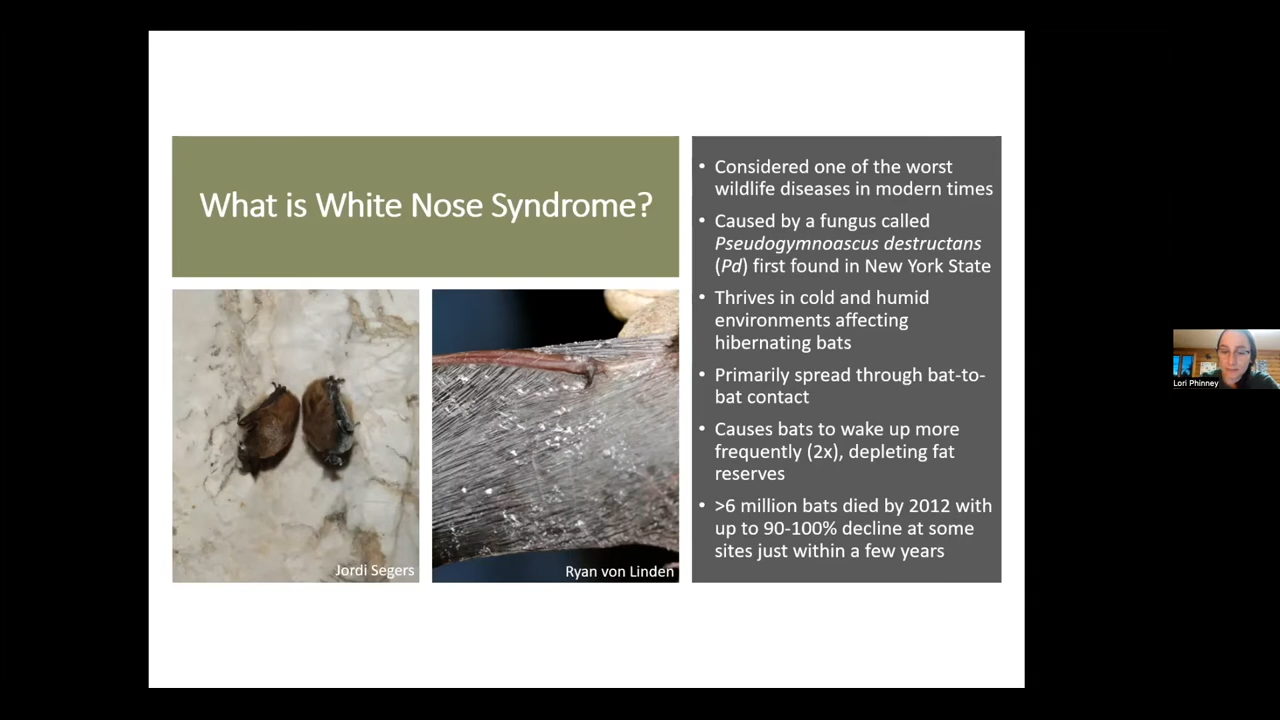 What is White Nose Syndrome?
• Considered one of the worst
wildlife diseases in modern times
• Caused by a fungus called
Pseudogymnoascus destructans
(Pd) first found in New York State
• Thrives in cold and humid
environments affecting
hibernating bats
• Primarily spread through bat-to-
bat contact
• Causes bats to wake up more
frequently (2x), depleting fat
reserves
• >6 million bats died by 2012 with
up to 90-100% decline at some
sites just within a few years
Jordi Segers
Ryan von Linden
Lori Phinney